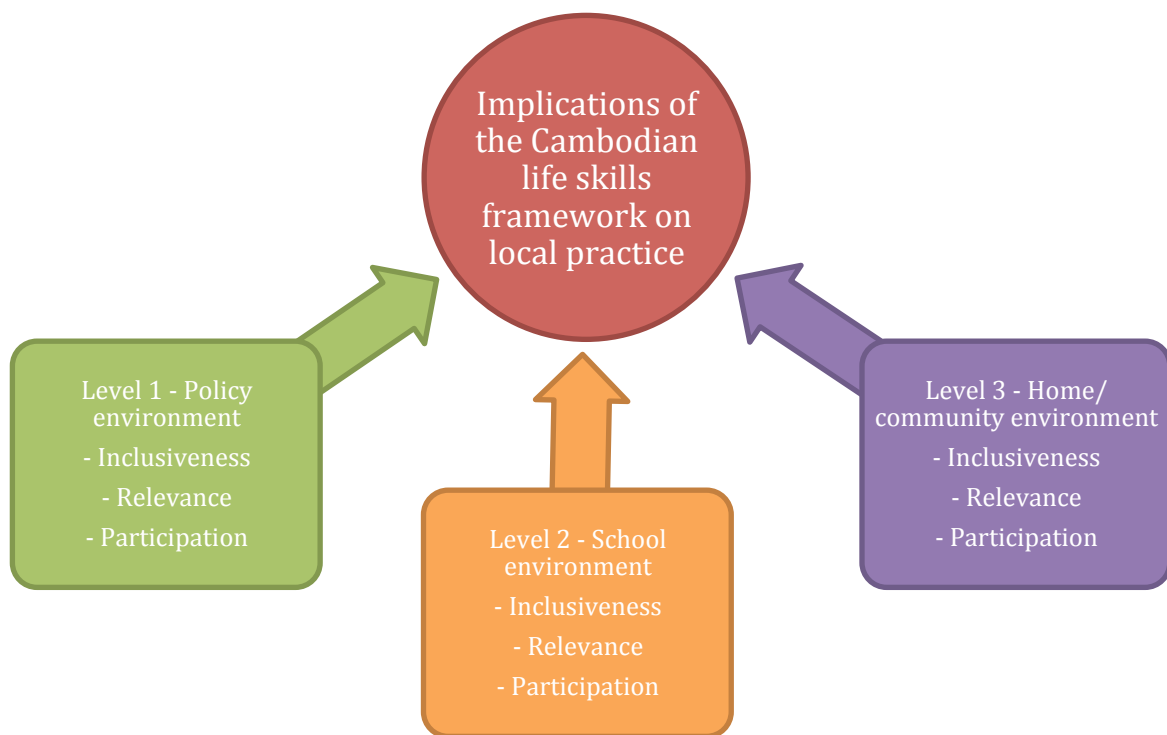 Implications of
the Cambodian
life skills
framework on
local practice
Level 1 - Policy
environment
- Inclusiveness
- Relevance
- Participation
Level 2 - School
environment
- Inclusiveness
- Relevance
- Participation
Level 3 - Home/
community environment
- Inclusiveness
- Relevance
- Participation